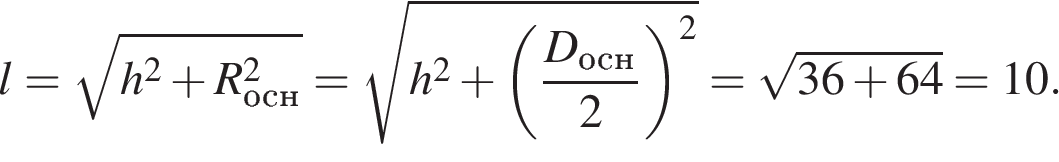 l = √(h² + R²осн) = √(h² + (Dосн/2)²) = √(36 + 64) = 10.